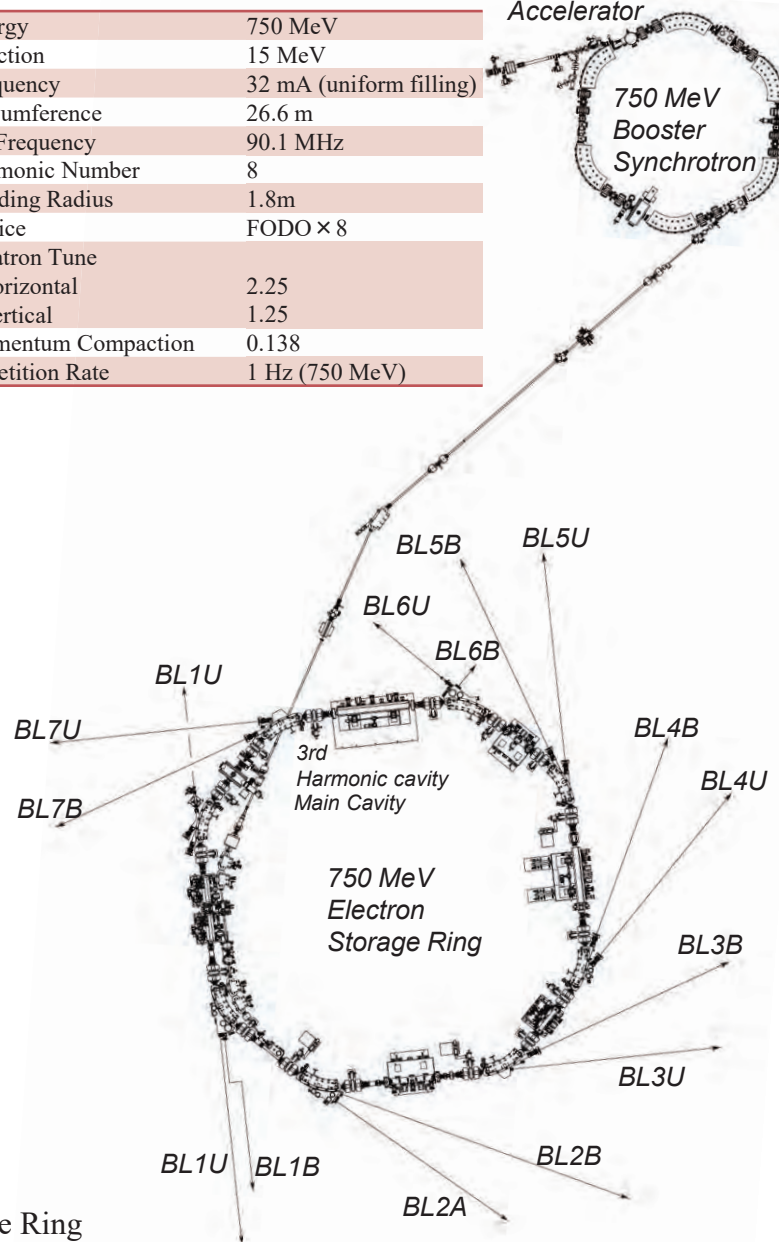 rgy 750 MeV
ction 15 MeV
quency 32 mA (uniform filling)
umference 26.6 m
Frequency 90.1 MHz
monic Number 8
ding Radius 1.8m
ice FODO × 8
atron Tune
orizontal 2.25
ertical 1.25
mentum Compaction 0.138
etition Rate 1 Hz (750 MeV)
Accelerator
750 MeV
Booster
Synchrotron
BL5B
BL5U
BL6U
BL6B
BL1U
BL7U
BL4B
3rd
Harmonic cavity
Main Cavity
BL4U
BL7B
750 MeV
Electron
Storage Ring
BL3B
BL3U
BL1U
BL1B
BL2B
BL2A
e Ring